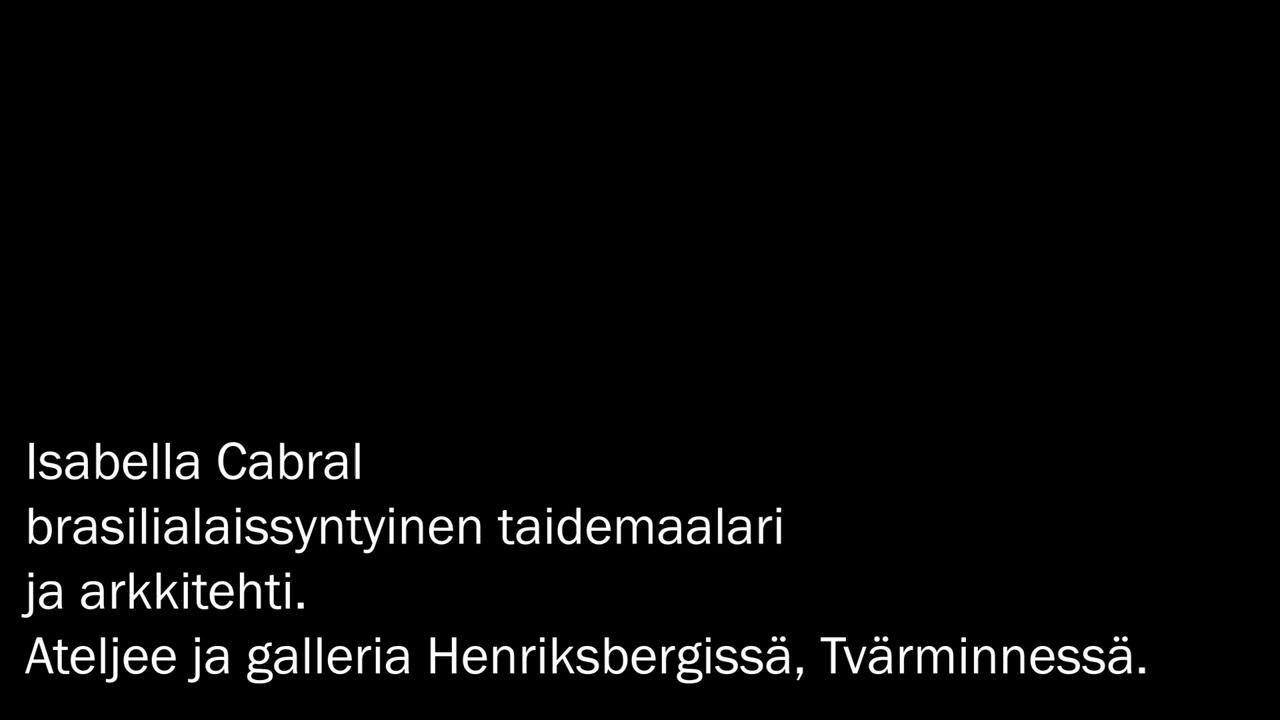 Isabella Cabral
brasilialaissyntyinen taidemaalari
ja arkkitehti.
Ateljee ja galleria Henriksbergissä, Tvärminnessä.